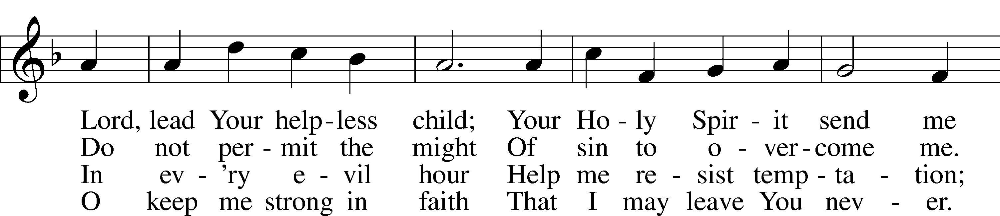 Lord, lead Your help-less child; Your Ho - ly Spir - it send me
Do not per - mit the might Of sin to o - ver - come me.
In ev - 'ry e - vil hour Help me re - sist temp - ta - tion;
O keep me strong in faith That I may leave You nev - er.